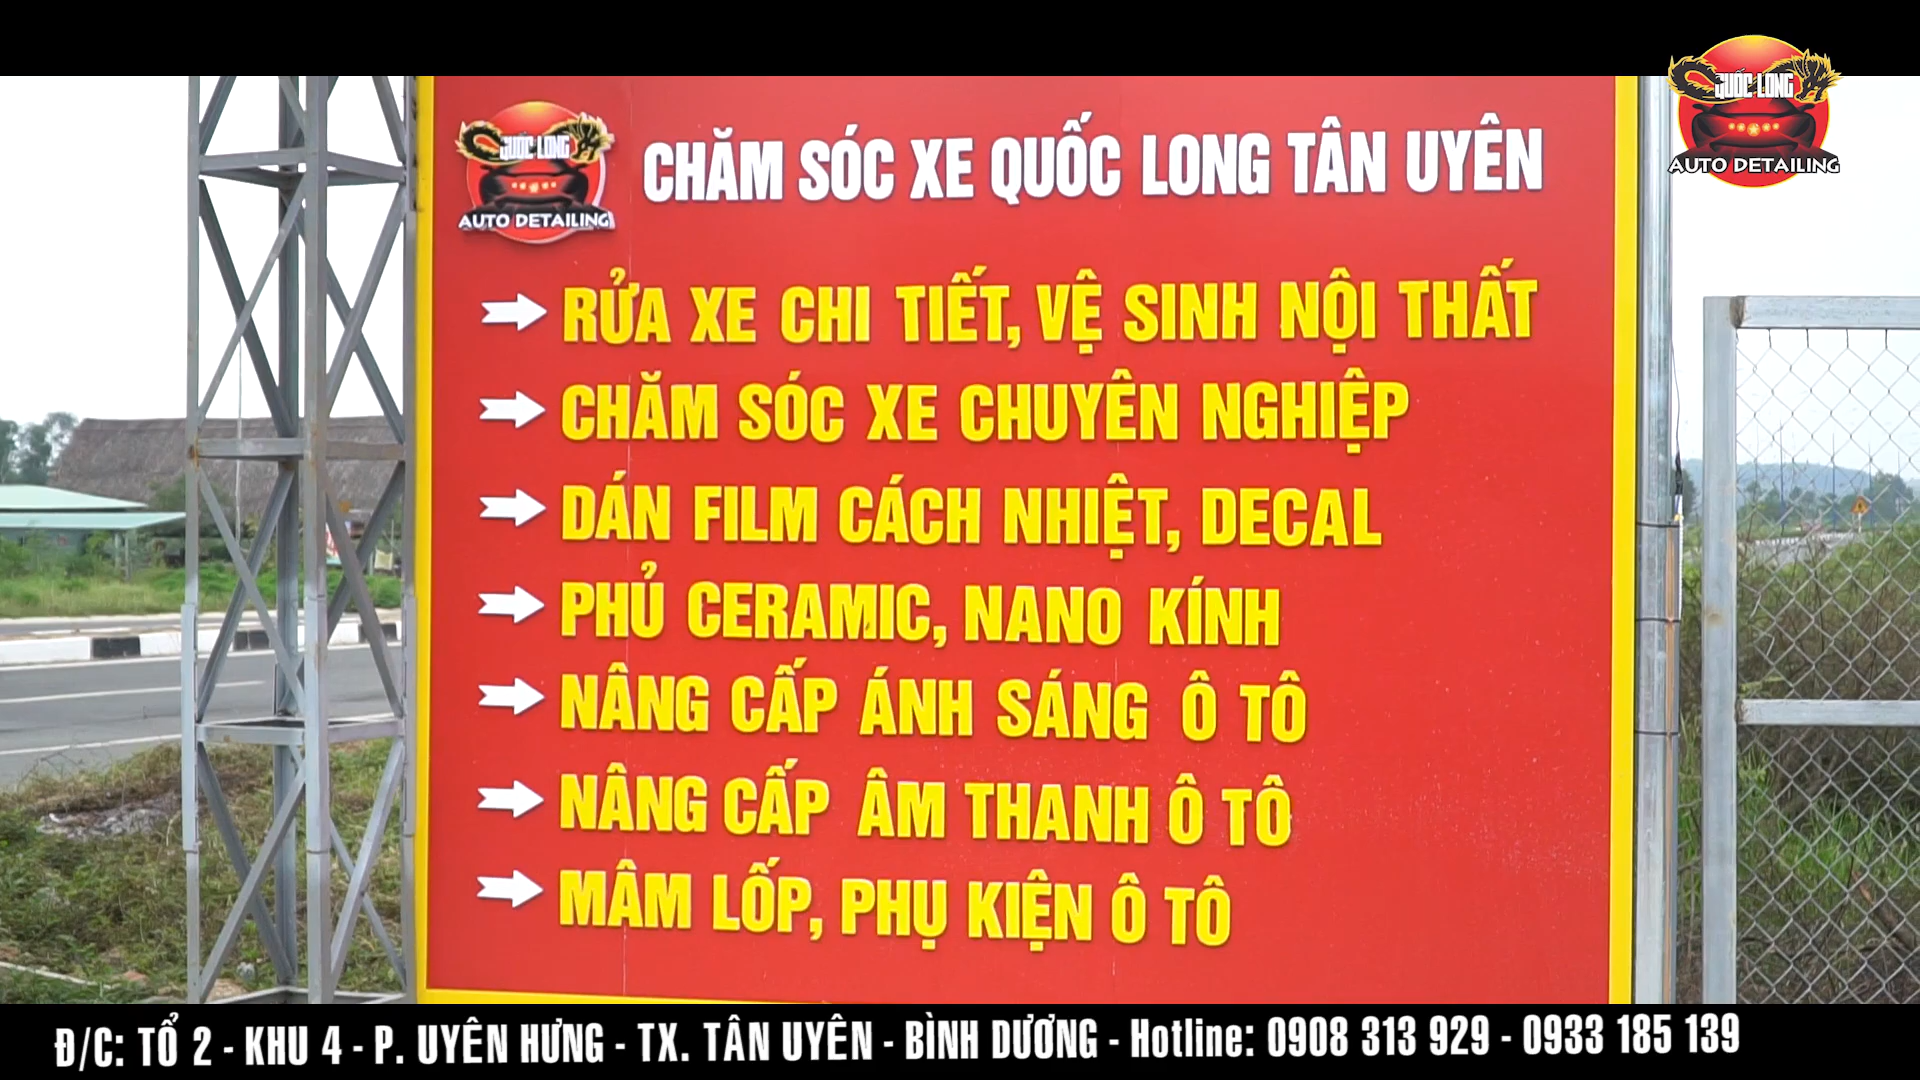 QUỐC LONG
AUTO DETAILING
QUỐC LONG
AUTO DETAILING
CHĂM SÓC XE QUỐC LONG TÂN UYÊN
RỬA XE CHI TIẾT, VỆ SINH NỘI THẤT
CHĂM SÓC XE CHUYÊN NGHIỆP
DÁN FILM CÁCH NHIỆT, DECAL
PHỦ CERAMIC, NANO KÍNH
NÂNG CẤP ÁNH SÁNG Ô TÔ
NÂNG CẤP ÂM THANH Ô TÔ
MÂM LỐP, PHỤ KIỆN Ô TÔ
Đ/C: TỔ 2 - KHU 4 - P. UYÊN HƯNG - TX. TÂN UYÊN - BÌNH DƯƠNG - Hotline: 0908 313 929 - 0933 185 139